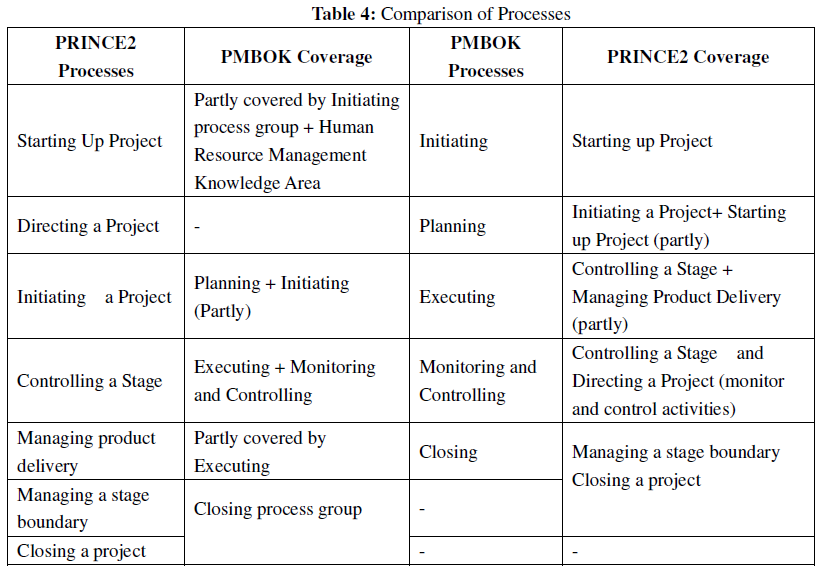 Table 4: Comparison of Processes
PRINCE2
Processes
PMBOK Coverage
PMBOK
Processes
PRINCE2 Coverage
Starting Up Project
Partly covered by Initiating
process group + Human
Resource Management
Knowledge Area
Initiating
Starting up Project
Directing a Project
-
Planning
Initiating a Project+ Starting
up Project (partly)
Initiating a Project
Planning + Initiating
(Partly)
Executing
Controlling a Stage +
Managing Product Delivery
(partly)
Controlling a Stage
Executing + Monitoring
and Controlling
Monitoring and
Controlling
Controlling a Stage and
Directing a Project (monitor
and control activities)
Managing product
delivery
Partly covered by
Executing
Closing
Managing a stage boundary
Closing a project
Managing a stage
boundary
Closing process group
-
Closing a project
-
-